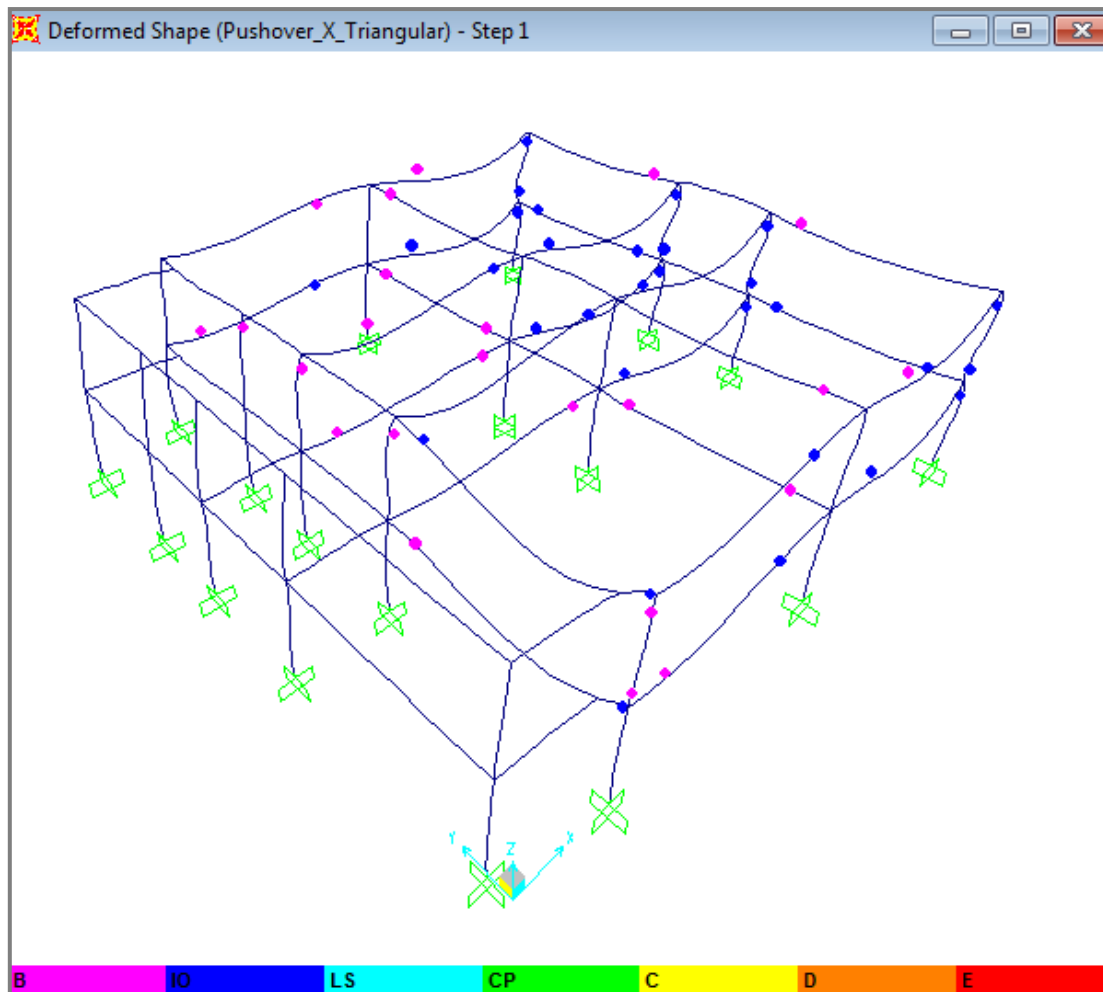 Deformed Shape (Pushover_X_Triangular) - Step 1
Y Z X
B IO LS CP C D E